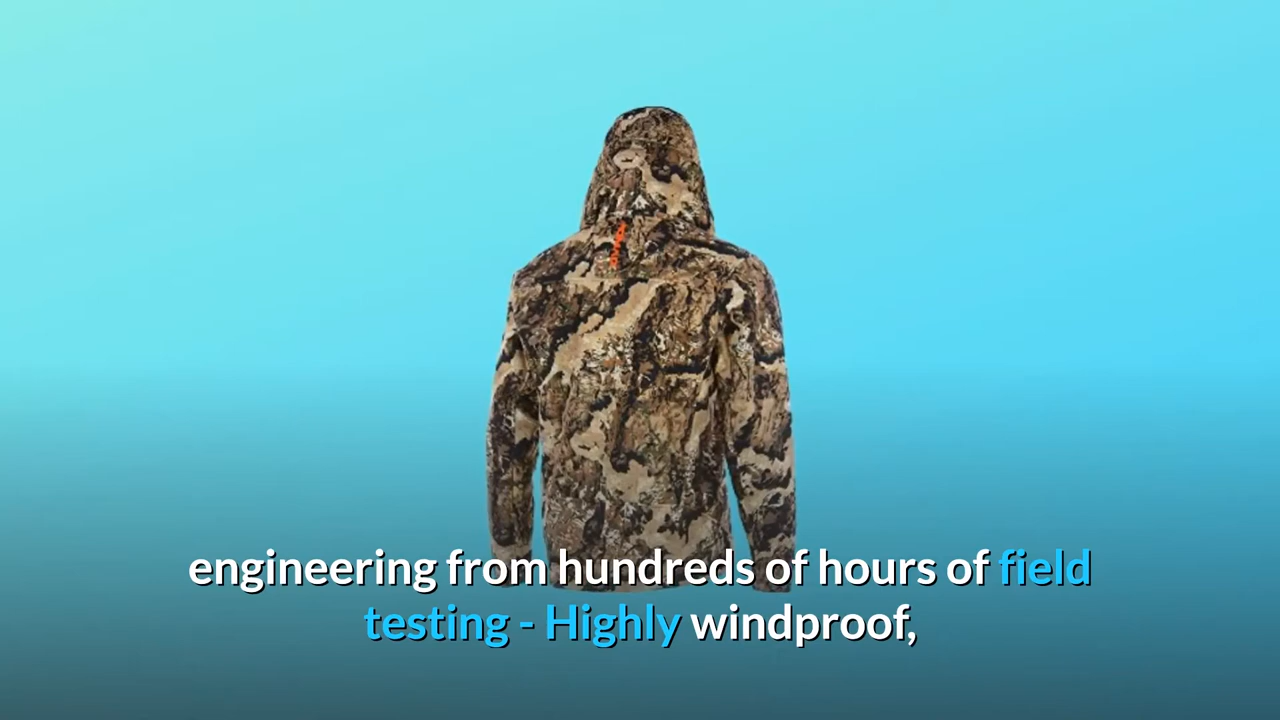 engineering from hundreds of hours of field
testing - Highly windproof,